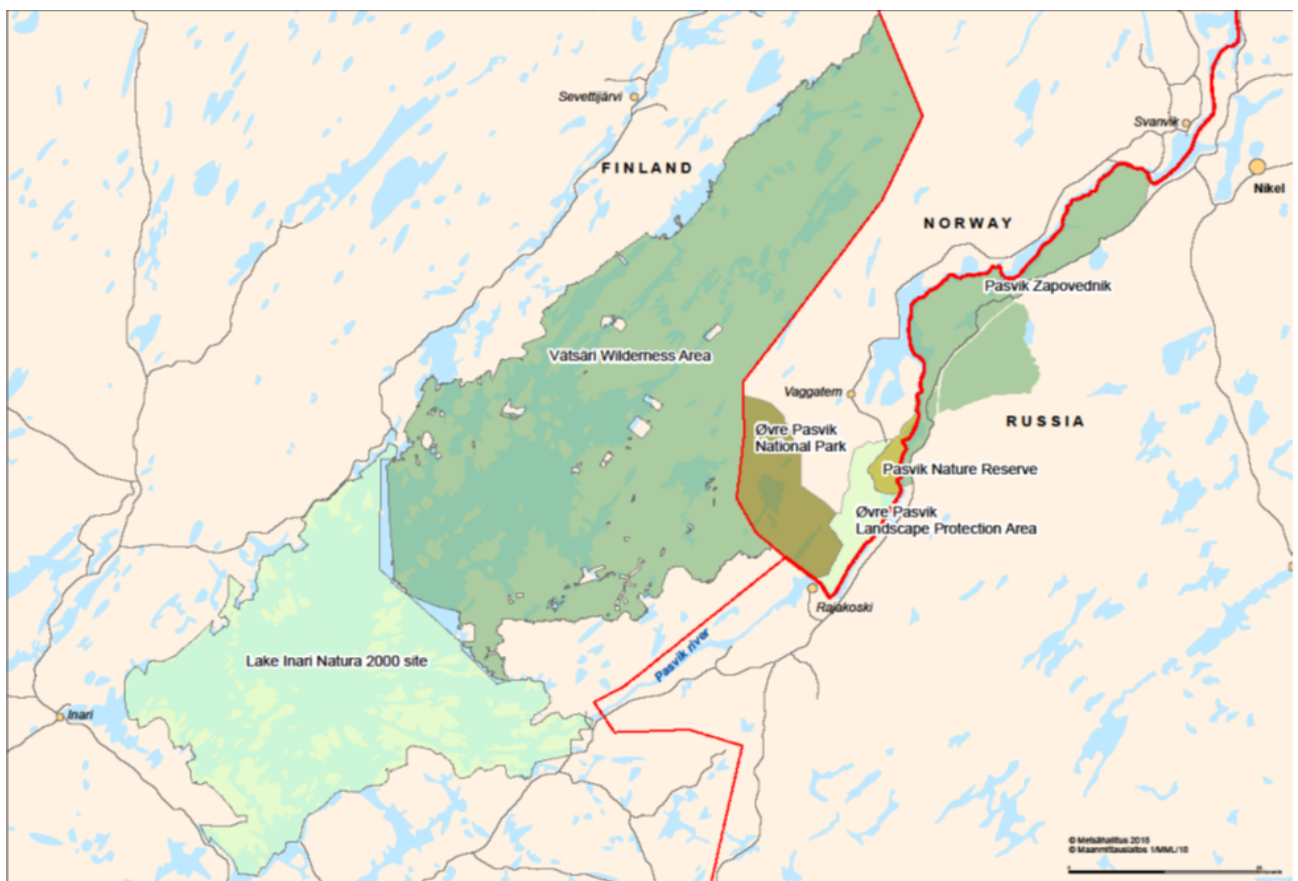 Sevettijärvi
FINLAND
Svanvik
Nikel
NORWAY
Pasvik Zapovednik
Vätsäri Wilderness Area
Vaggatem
RUSSIA
Øvre Pasvik
National Park
Pasvik Nature Reserve
Øvre Pasvik
Landscape Protection Area
Rajakoski
Pasvik river
Lake Inari Natura 2000 site
Inari
© Metsähallitus 2018
© Maanmittauslaitos 1/MML/18